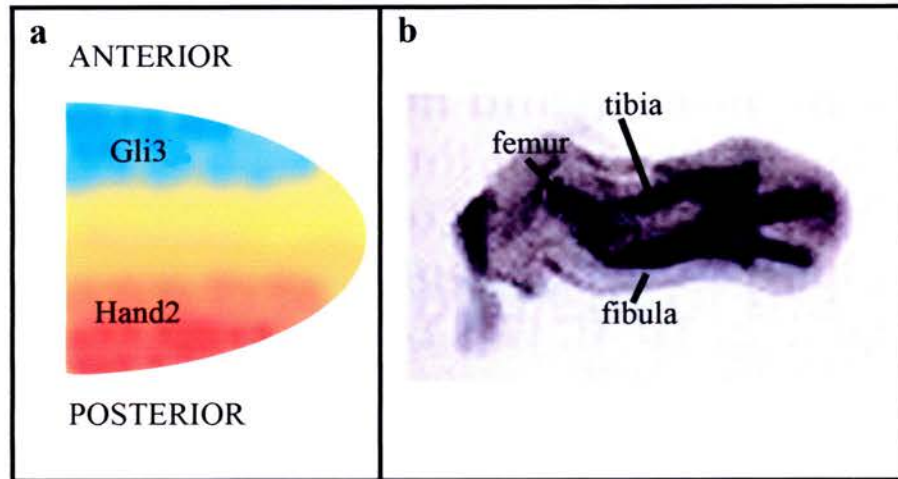 a
ANTERIOR
Gli3
Hand2
POSTERIOR
b
tibia
femur
fibula